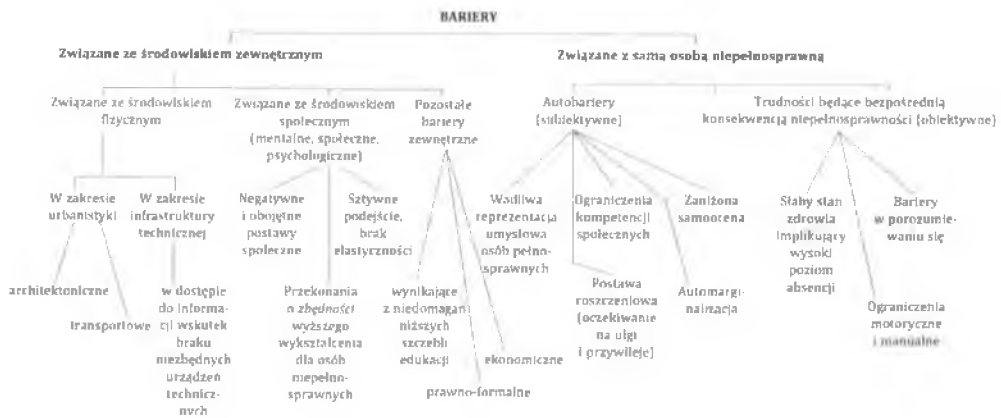 BARIERY
Związane ze środowiskiem zewnętrznym
Związane z samą osobą niepełnosprawną
Związane ze środowiskiem
fizycznym
Związane ze środowiskiem
społecznym
(mentalne, społeczne,
psychologiczne)
Pozostałe
bariery
zewnętrzne
Autobariery
(subiektywne)
Trudności będące bezpośrednią
konsekwencją niepełnosprawności (obiektywne)
W zakresie
urbanistyki
W zakresie
infrastruktury
technicznej
Negatywne
i obojętne
postawy
społeczne
Sztywne
podejście,
brak
elastyczności
Wadliwa
reprezentacja
umysłowa
osób pełno-
sprawnych
Ograniczenia
kompetencji
społecznych
Zaniżona
samoocena
Słaby stan
zdrowia
implikujący
wysoki
poziom
absencji
Bariery
w porozumie-
waniu się
architektoniczne
transportowe
w dostępie
do informa-
cji wskutek
braku
niezbędnych
urządzeń
technicz-
nych
Przekonania
o zbędności
wyższego
wykształcenia
dla osób
niepełno-
sprawnych
wynikające
z niedomagań
niższych
szczebli
edukacji
ekonomiczne
prawno-formalne
Postawa
roszczeniowa
(oczekiwanie
na ulgi
i przywileje)
Automargi-
nalizacja
Ograniczenia
motoryczne
i manualne